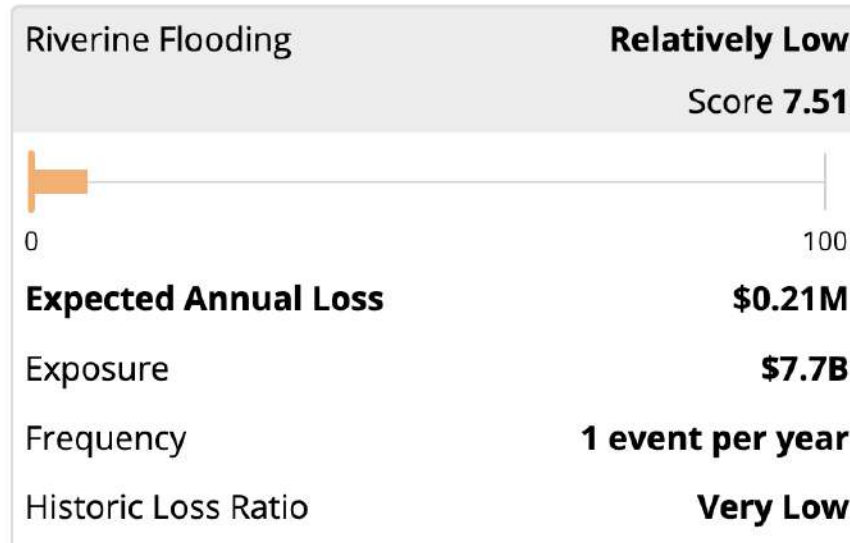 Riverine Flooding Relatively Low
Score 7.51
0 100
Expected Annual Loss $0.21M
Exposure $7.7B
Frequency 1 event per year
Historic Loss Ratio Very Low